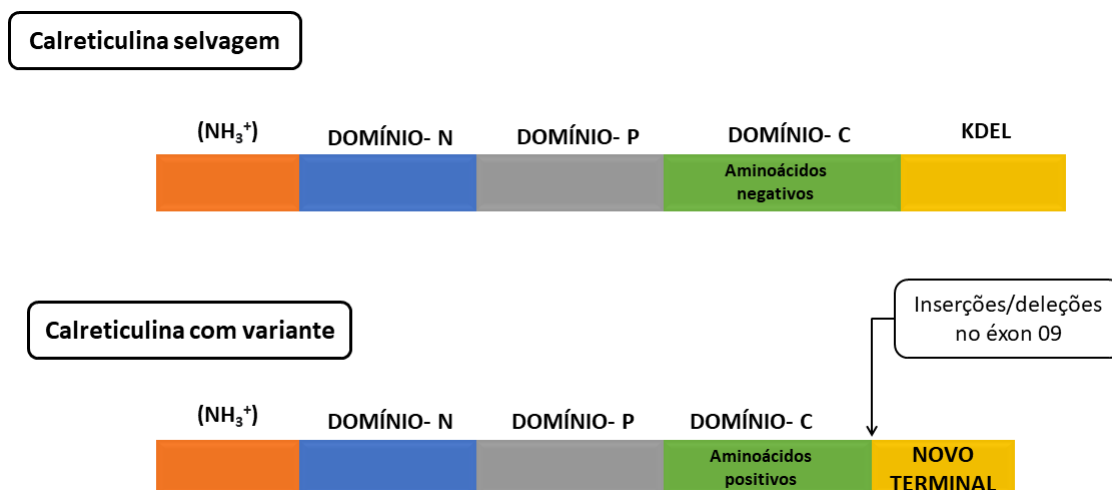 Calreticulina selvagem
(NH₃⁺)
DOMÍNIO- N
DOMÍNIO- P
DOMÍNIO- C
KDEL
Aminoácidos
negativos
Calreticulina com variante
Inserções/deleções
no éxon 09
(NH₃⁺)
DOMÍNIO- N
DOMÍNIO- P
DOMÍNIO- C
Aminoácidos
positivos
NOVO
TERMINAL